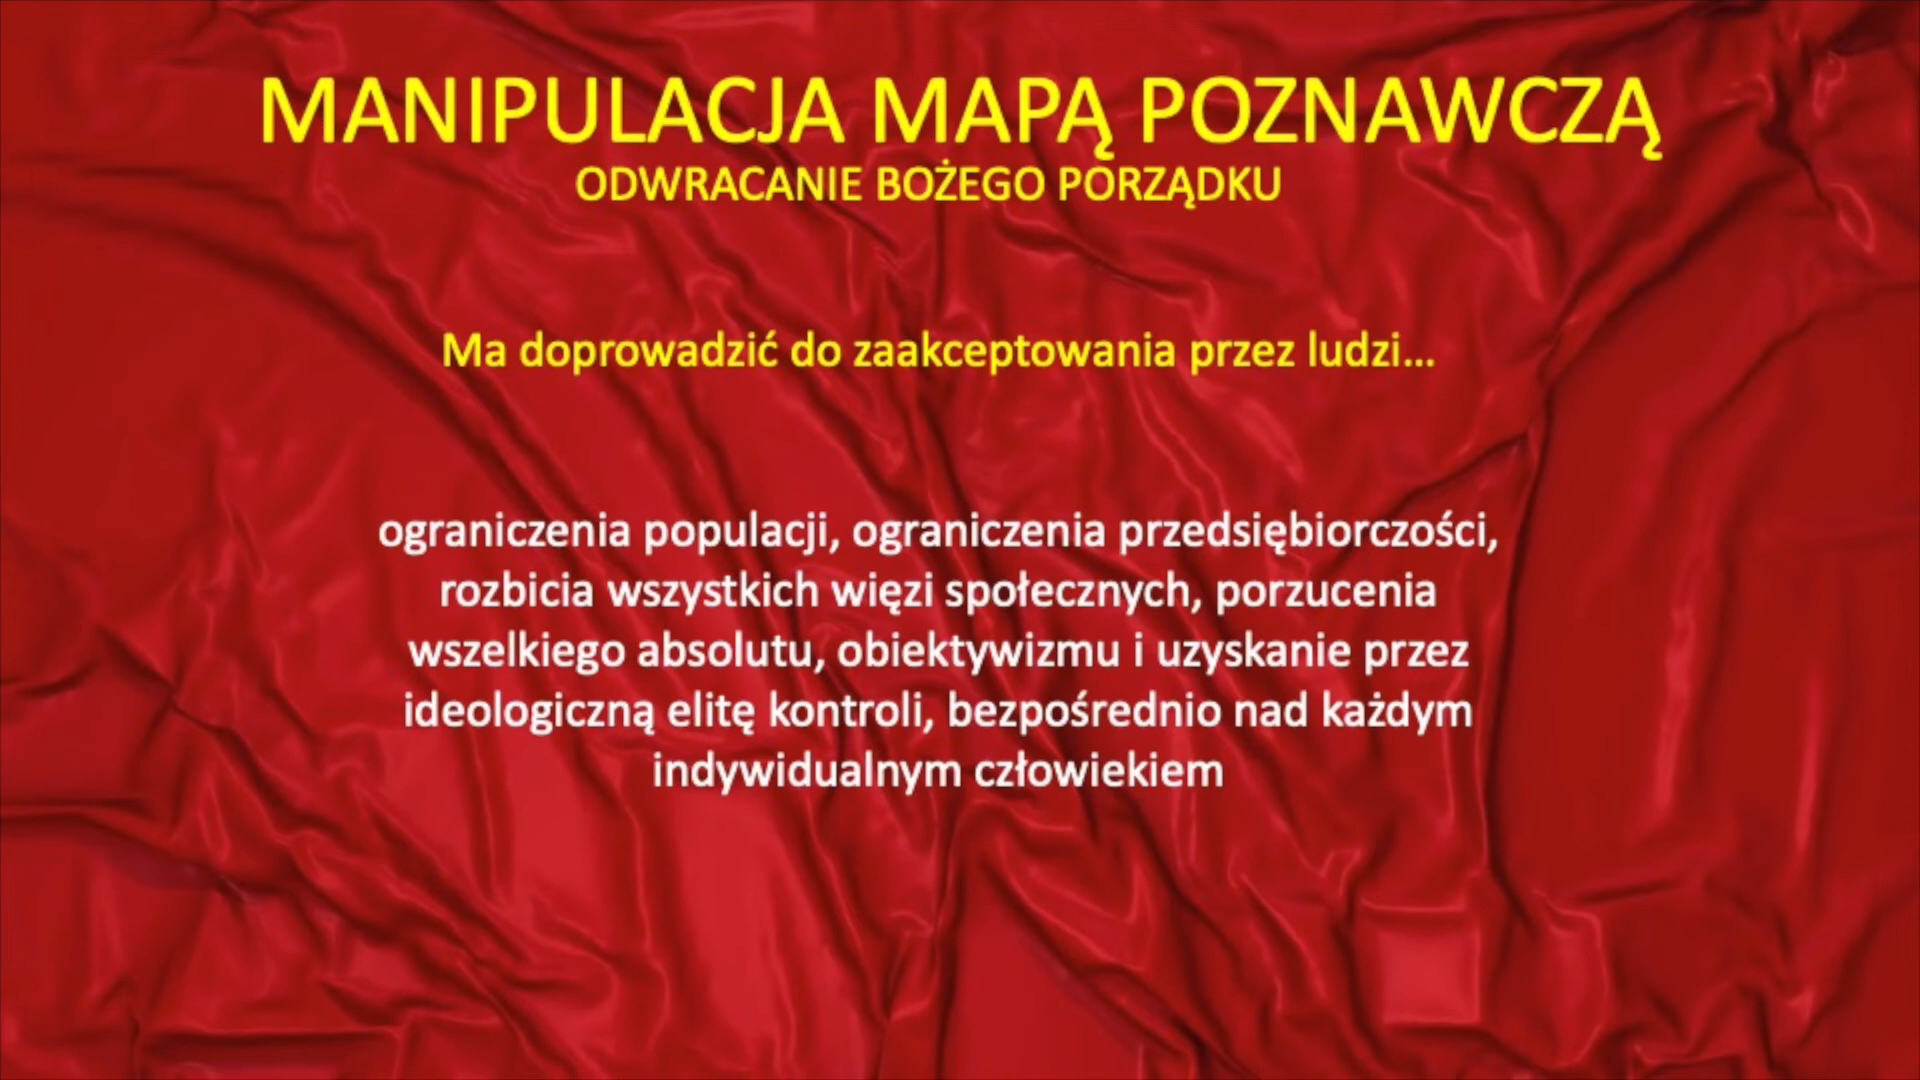 MANIPULACJA MAPĄ POZNAWCZĄ
ODWRACANIE BOŻEGO PORZĄDKU
Ma doprowadzić do zaakceptowania przez ludzi...
ograniczenia populacji, ograniczenia przedsiębiorczości,
rozbicia wszystkich więzi społecznych, porzucenia
wszelkiego absolutu, obiektywizmu i uzyskanie przez
ideologiczną elitę kontroli, bezpośrednio nad każdym
indywidualnym człowiekiem